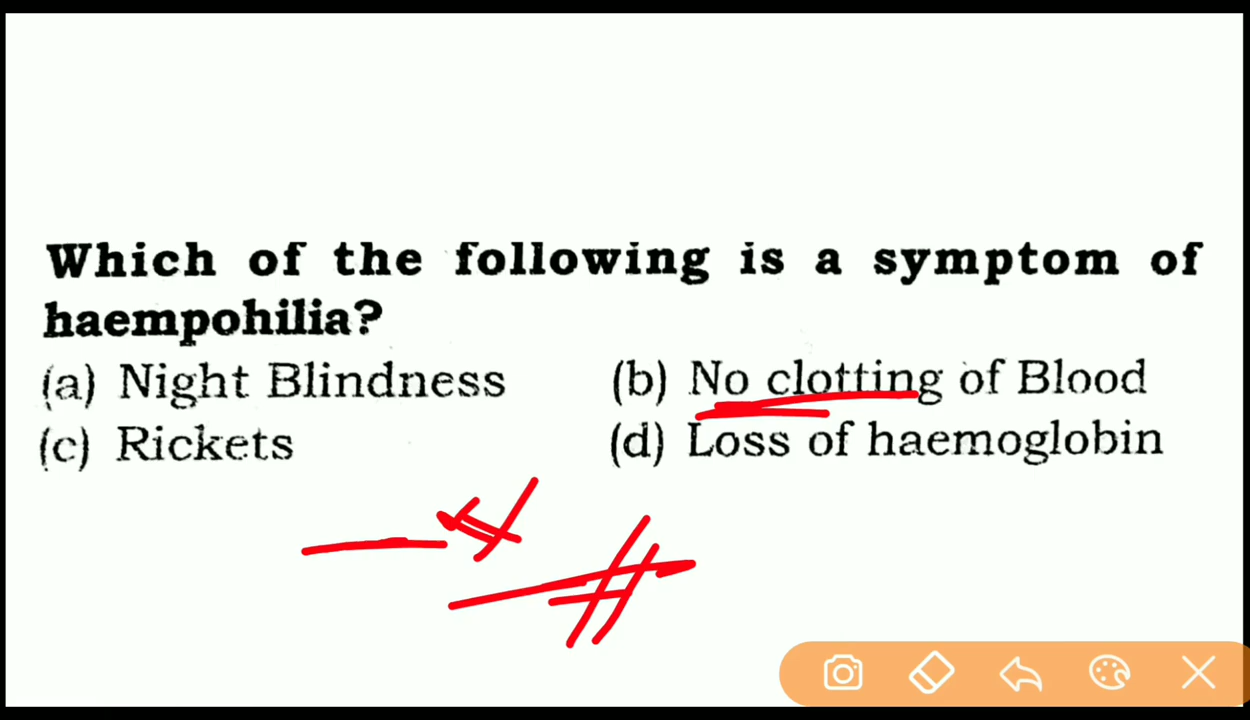 Which of the following is a symptom of
haempohilia?
(a) Night Blindness (b) No clotting of Blood
(c) Rickets (d) Loss of haemoglobin